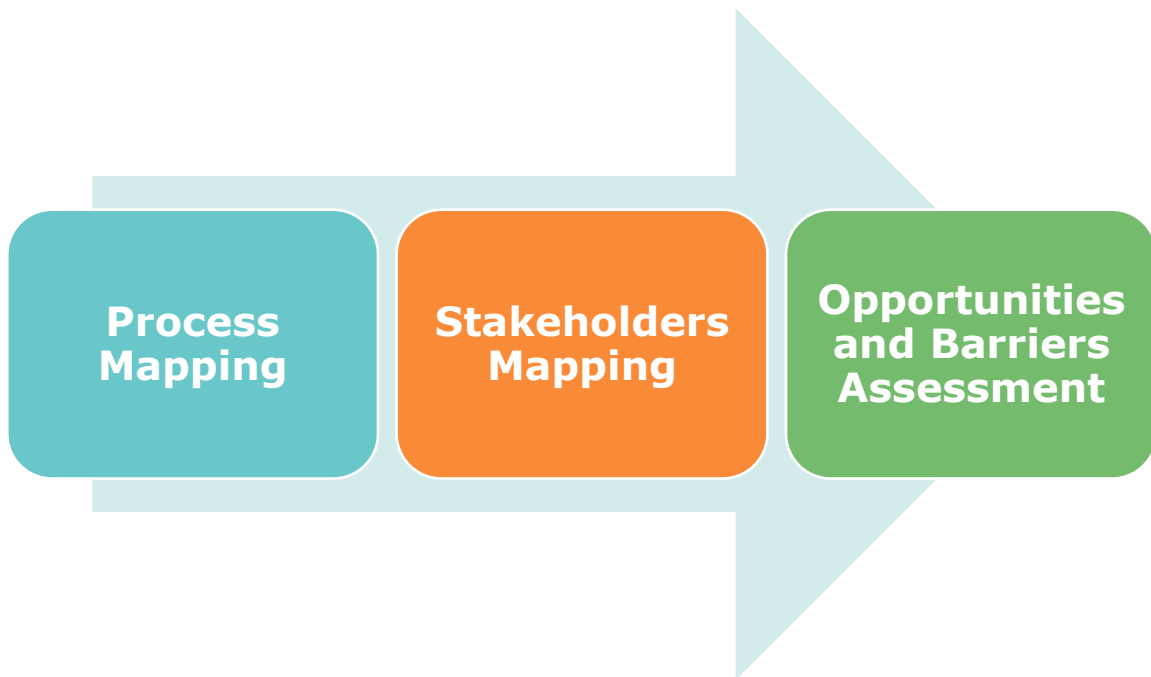 Process
Mapping
Stakeholders
Mapping
Opportunities
and Barriers
Assessment